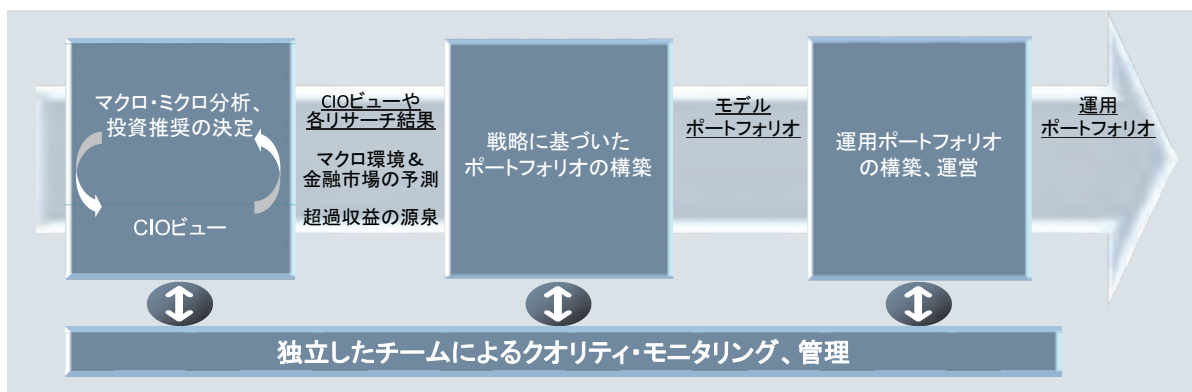 マクロ・ミクロ分析、
投資推奨の決定
CIOビュー
CIOビューや
各リサーチ結果
マクロ環境＆
金融市場の予測
超過収益の源泉
戦略に基づいた
ポートフォリオの構築
モデル
ポートフォリオ
運用ポートフォリオ
の構築、運営
運用
ポートフォリオ
独立したチームによるクオリティ・モニタリング、管理